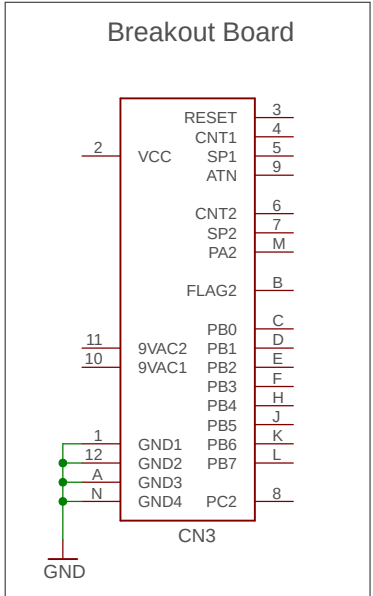 Breakout Board
RESET 3
CNT1 4
2 VCC SP1 5
ATN 9
CNT2 6
SP2 7
PA2 M
FLAG2 B
PB0 C
11 9VAC2 PB1 D
10 9VAC1 PB2 E
PB3 F
PB4 H
PB5 J
1 GND1 PB6 K
12 GND2 PB7 L
A GND3
N GND4 PC2 8
CN3
GND